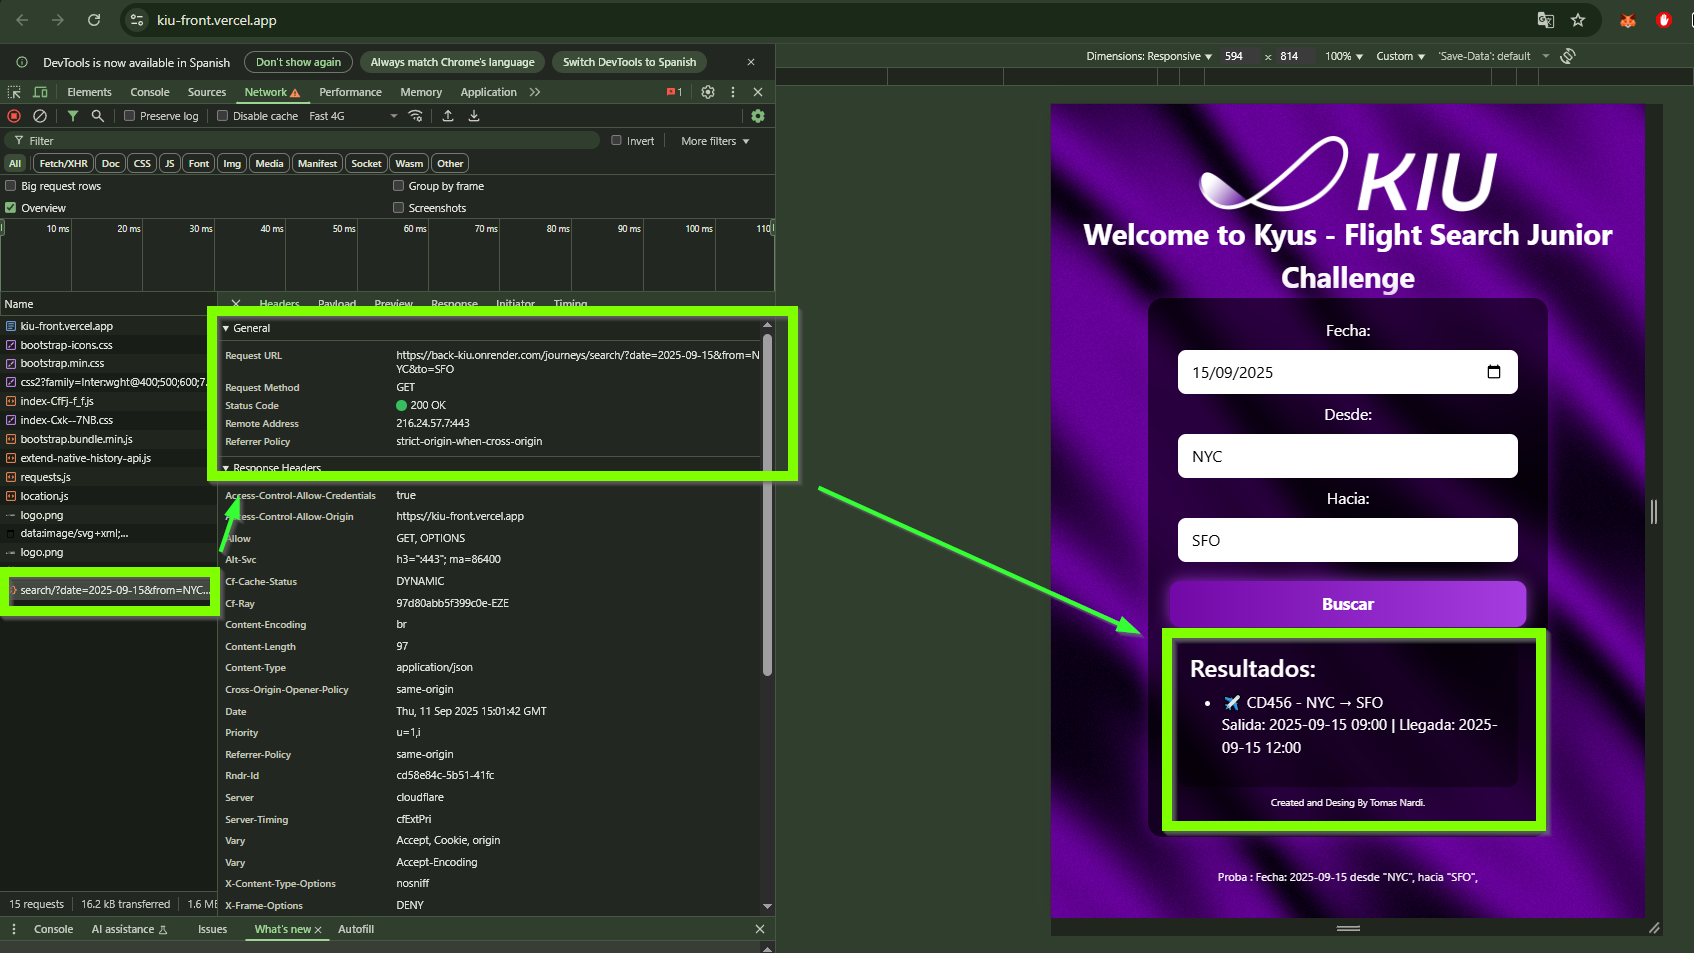 kiu-front.vercel.app
DevTools is now available in Spanish
Don't show again
Always match Chrome's language
Switch DevTools to Spanish
Elements Console Sources Network Performance Memory Application 1
Preserve log Disable cache Fast 4G
Filter Invert More filters
All Fetch/XHR Doc CSS JS Font Img Media Manifest Socket Wasm Other
Big request rows Group by frame
Overview Screenshots
10 ms 20 ms 30 ms 40 ms 50 ms 60 ms 70 ms 80 ms 90 ms 100 ms 110
Name
kiu-front.vercel.app
bootstrap-icons.css
bootstrap.min.css
css2?family=Inter:wght@400;500;600;7.
index-CfFj-f_f.js
index-Cxk--7NB.css
bootstrap.bundle.min.js
extend-native-history-api.js
requests.js
location.js
logo.png
data:image/svg+xml;...
logo.png
search/?date=2025-09-15&from=NYC...
15 requests 16.2 kB transferred 1.6 ME
Headers Payload Preview Response Initiator Timing
General
Request URL https://back-kiu.onrender.com/journeys/search/?date=2025-09-15&from=N
YC&to=SFO
Request Method GET
Status Code 200 OK
Remote Address 216.24.57.7:443
Referrer Policy strict-origin-when-cross-origin
Response Headers
Access-Control-Allow-Credentials true
Access-Control-Allow-Origin https://kiu-front.vercel.app
Allow GET, OPTIONS
Alt-Svc h3=":443"; ma=86400
Cf-Cache-Status DYNAMIC
Cf-Ray 97d80abb5f399c0e-EZE
Content-Encoding br
Content-Length 97
Content-Type application/json
Cross-Origin-Opener-Policy same-origin
Date Thu, 11 Sep 2025 15:01:42 GMT
Priority u=1,i
Referrer-Policy same-origin
Rndr-Id cd58e84c-5b51-41fc
Server cloudflare
Server-Timing cfExtPri
Vary Accept, Cookie, origin
Vary Accept-Encoding
X-Content-Type-Options nosniff
X-Frame-Options DENY
Console AI assistance Issues What's new Autofill
Dimensions: Responsive 594 x 814 100% Custom 'Save-Data': default
KIU
Welcome to Kyus - Flight Search Junior
Challenge
Fecha:
15/09/2025
Desde:
NYC
Hacia:
SFO
Buscar
Resultados:
• ✈️ CD456 - NYC → SFO
Salida: 2025-09-15 09:00 | Llegada: 2025-
09-15 12:00
Created and Desing By Tomas Nardi.
Proba : Fecha: 2025-09-15 desde "NYC", hacia "SFO",